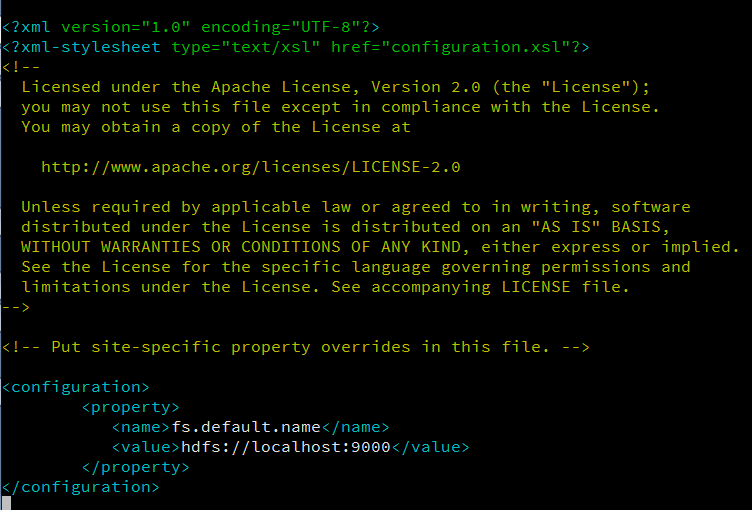 <?xml version="1.0" encoding="UTF-8"?>
<?xml-stylesheet type="text/xsl" href="configuration.xsl"?>
<!--
  Licensed under the Apache License, Version 2.0 (the "License");
  you may not use this file except in compliance with the License.
  You may obtain a copy of the License at

    http://www.apache.org/licenses/LICENSE-2.0

  Unless required by applicable law or agreed to in writing, software
  distributed under the License is distributed on an "AS IS" BASIS,
  WITHOUT WARRANTIES OR CONDITIONS OF ANY KIND, either express or implied.
  See the License for the specific language governing permissions and
  limitations under the License. See accompanying LICENSE file.
-->

<!-- Put site-specific property overrides in this file. -->

<configuration>
        <property>
           <name>fs.default.name</name>
           <value>hdfs://localhost:9000</value>
        </property>
</configuration>